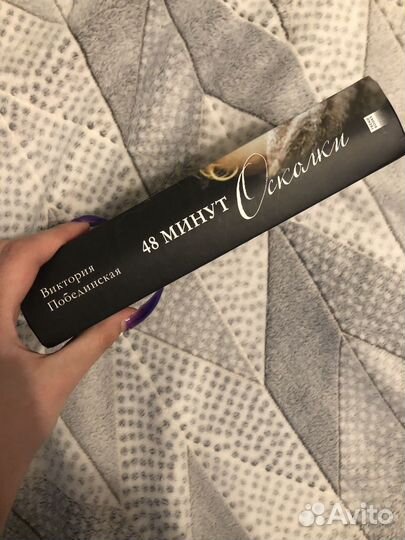 Виктория
Побединская
48 МИНУТ
Осколки
Avito